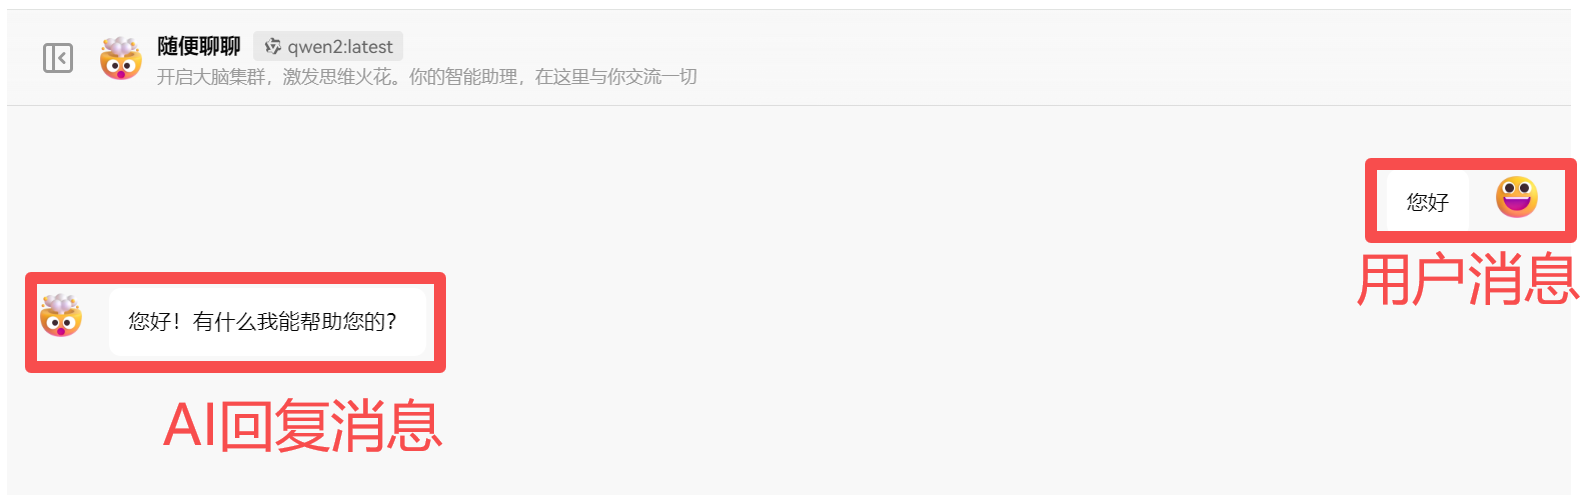 随便聊聊 qwen2:latest
开启大脑集群，激发思维火花。你的智能助理，在这里与你交流一切
您好
用户消息
您好！有什么我能帮助您的？
AI回复消息